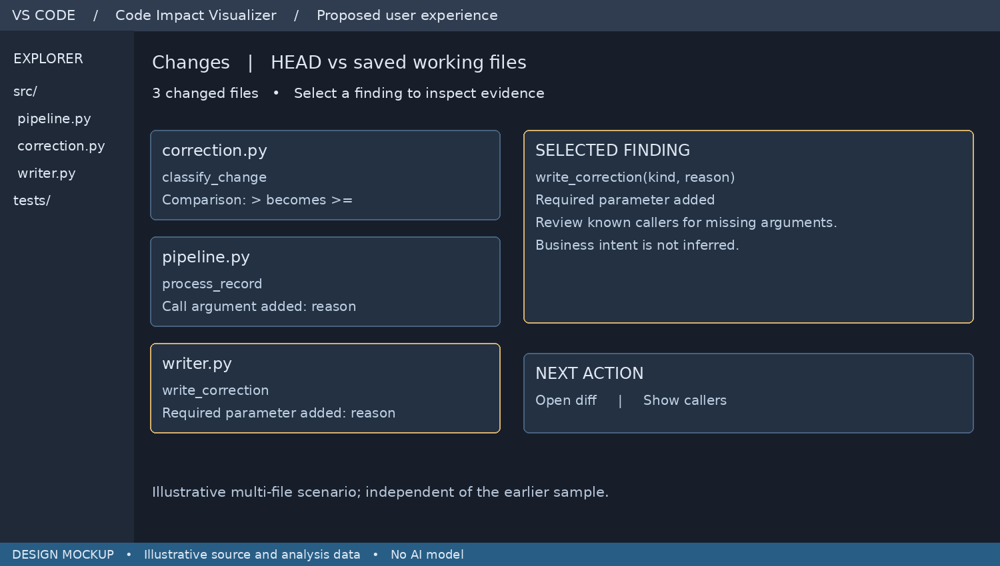 VS CODE / Code Impact Visualizer / Proposed user experience
EXPLORER
src/
pipeline.py
correction.py
writer.py
tests/
Changes | HEAD vs saved working files
3 changed files • Select a finding to inspect evidence
correction.py
classify_change
Comparison: > becomes >=
pipeline.py
process_record
Call argument added: reason
writer.py
write_correction
Required parameter added: reason
SELECTED FINDING
write_correction(kind, reason)
Required parameter added
Review known callers for missing arguments.
Business intent is not inferred.
NEXT ACTION
Open diff | Show callers
Illustrative multi-file scenario; independent of the earlier sample.
DESIGN MOCKUP • Illustrative source and analysis data • No AI model